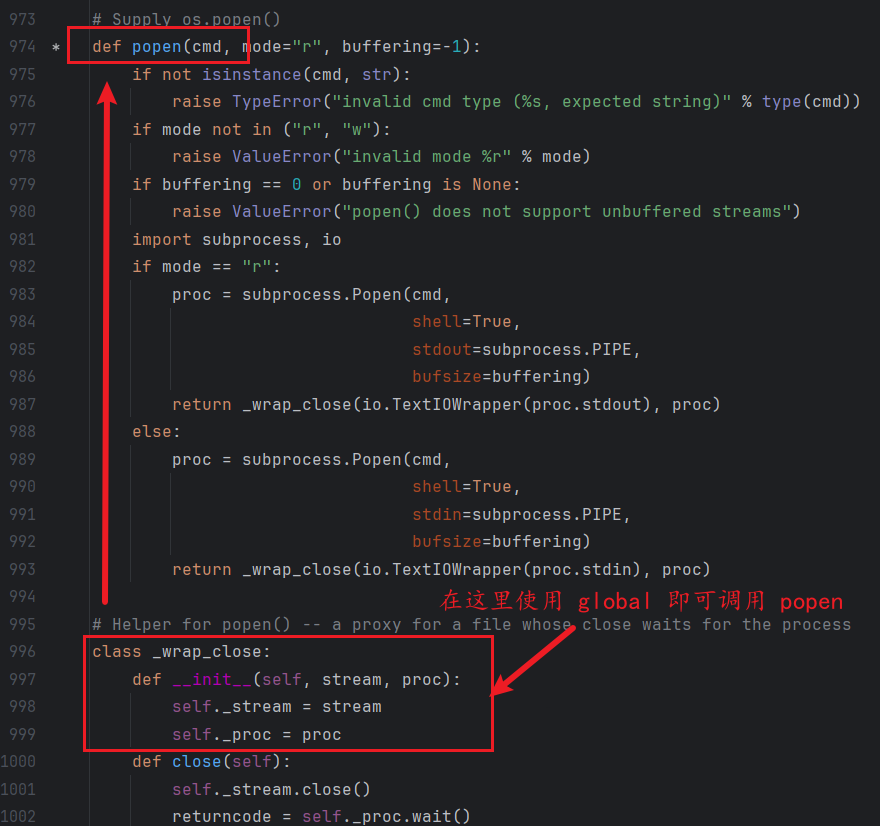 973 # Supply os.popen()
974 * def popen(cmd, mode="r", buffering=-1):
975 if not isinstance(cmd, str):
976 raise TypeError("invalid cmd type (%s, expected string)" % type(cmd))
977 if mode not in ("r", "w"):
978 raise ValueError("invalid mode %r" % mode)
979 if buffering == 0 or buffering is None:
980 raise ValueError("popen() does not support unbuffered streams")
981 import subprocess, io
982 if mode == "r":
983 proc = subprocess.Popen(cmd,
984 shell=True,
985 stdout=subprocess.PIPE,
986 bufsize=buffering)
987 return _wrap_close(io.TextIOWrapper(proc.stdout), proc)
988 else:
989 proc = subprocess.Popen(cmd,
990 shell=True,
991 stdin=subprocess.PIPE,
992 bufsize=buffering)
993 return _wrap_close(io.TextIOWrapper(proc.stdin), proc)
994
在这里使用 global 即可调用 popen
995 # Helper for popen() -- a proxy for a file whose close waits for the process
996 class _wrap_close:
997 def __init__(self, stream, proc):
998 self._stream = stream
999 self._proc = proc
1000 def close(self):
1001 self._stream.close()
1002 returncode = self._proc.wait()